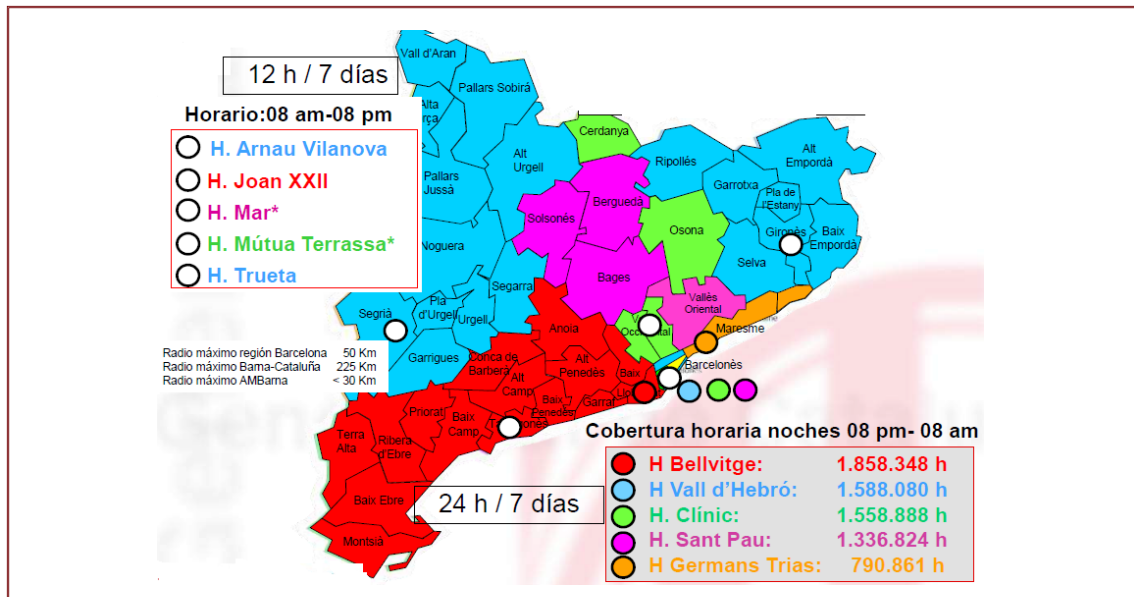 Vall d'Aran
12 h / 7 días
Pallars Sobirá
Horario:08 am-08 pm
Alta
Cerdanya
H. Arnau Vilanova
H. Joan XXII
H. Mar*
H. Mútua Terrassa*
H. Trueta
Alt
Urgell
Ripollés
Alt
Empordà
Garrotxa
Pla de
l'Estany
Pallars
Jussà
Berguedà
Solsonés
Osona
Gironès
Baix
Empordà
Noguera
Selva
Bages
Segarra
Vallès
Oriental
Pla
d'Urgell
Segrià
Urgell
Anoia
Maresme
Garrigues
Conca de
Barberà
Alt
Penedès
Barcelonès
Radio máximo región Barcelona 50 Km
Radio máximo Bama-Cataluña 225 Km
Radio máximo AMBarna < 30 Km
Alt
Camp
Baix
Baix
Penedès
Garraf
Priorat
Baix
Camp
Terra
Alta
Ribera
d'Ebre
Cobertura horaria noches 08 pm- 08 am
H Bellvitge: 1.858.348 h
H Vall d'Hebró: 1.588.080 h
H. Clínic: 1.558.888 h
H. Sant Pau: 1.336.824 h
H Germans Trias: 790.861 h
24 h / 7 días
Baix Ebre
Montsià